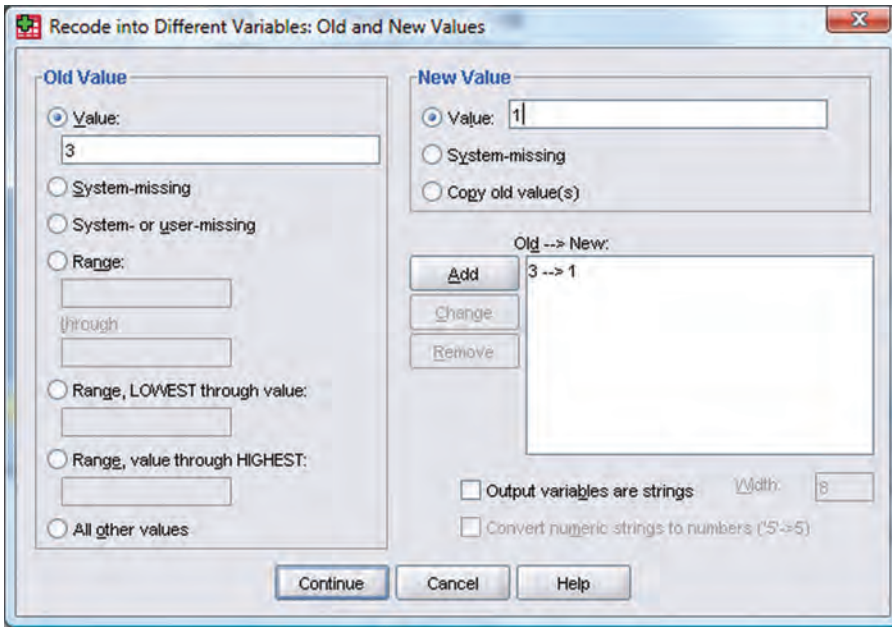 Recode into Different Variables: Old and New Values
Old Value
Value:
3
System-missing
System- or user-missing
Range:
through
Range, LOWEST through value:
Range, value through HIGHEST:
All other values
New Value
Value: 1
System-missing
Copy old value(s)
Old --> New:
Add
Change
Remove
3 --> 1
Output variables are strings Width: 8
Convert numeric strings to numbers ('5'->5)
Continue Cancel Help